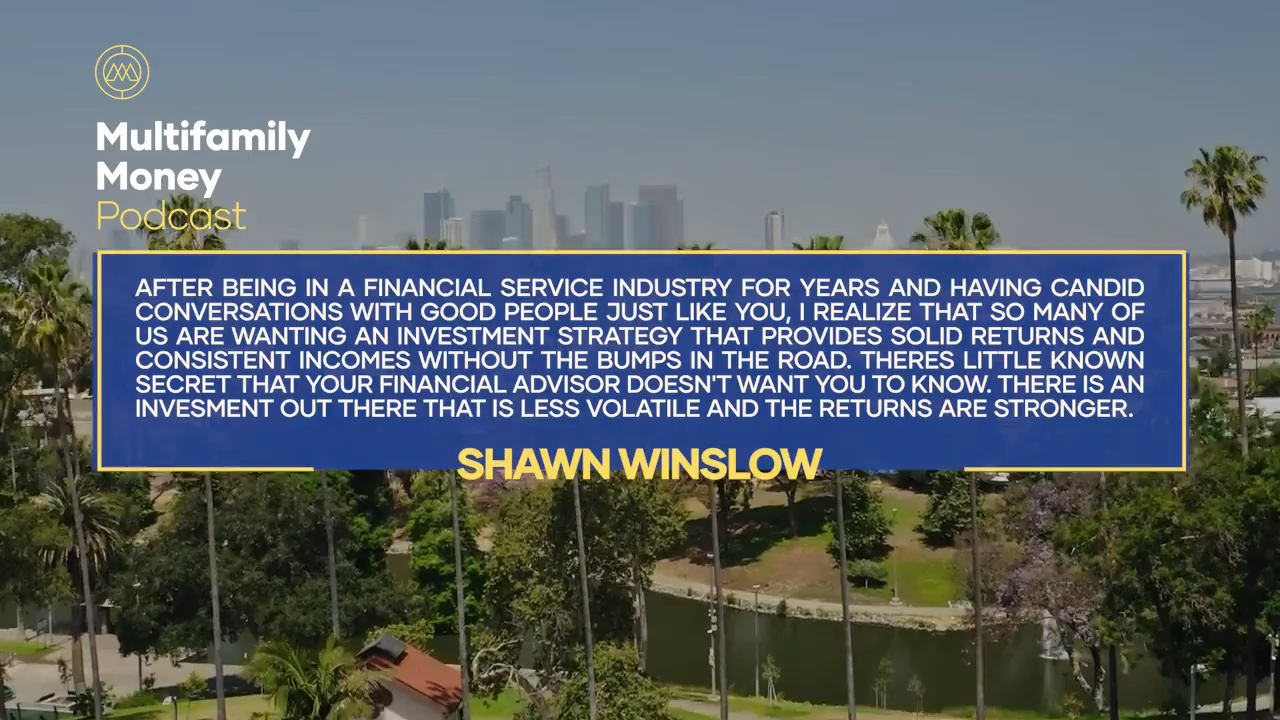 Multifamily
Money
Podcast
AFTER BEING IN A FINANCIAL SERVICE INDUSTRY FOR YEARS AND HAVING CANDID
CONVERSATIONS WITH GOOD PEOPLE JUST LIKE YOU, I REALIZE THAT SO MANY OF
US ARE WANTING AN INVESTMENT STRATEGY THAT PROVIDES SOLID RETURNS AND
CONSISTENT INCOMES WITHOUT THE BUMPS IN THE ROAD. THERES LITTLE KNOWN
SECRET THAT YOUR FINANCIAL ADVISOR DOESN'T WANT YOU TO KNOW. THERE IS AN
INVESMENT OUT THERE THAT IS LESS VOLATILE AND THE RETURNS ARE STRONGER.
SHAWN WINSLOW